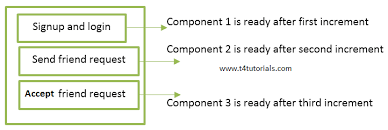 Signup and login
Component 1 is ready after first increment
Send friend request
Component 2 is ready after second increment
www.t4tutorials.com
Accept friend request
Component 3 is ready after third increment